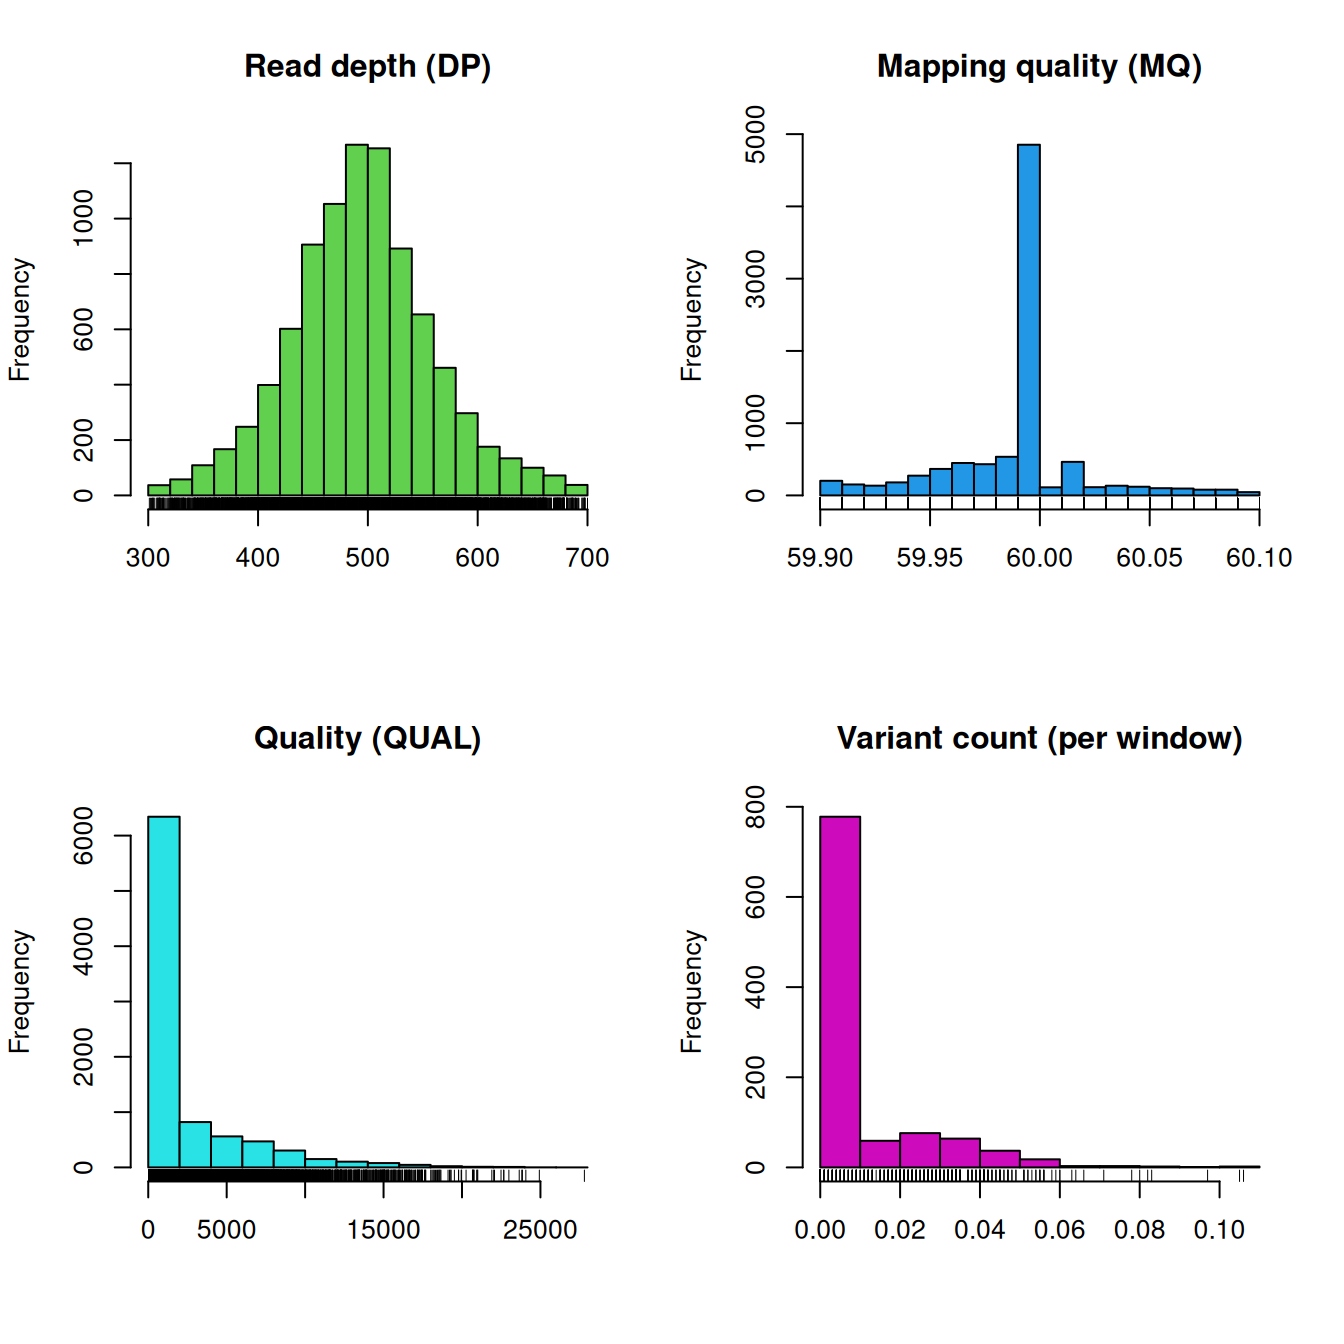 Read depth (DP)
Frequency
0 200 600 1000
300 400 500 600 700
Mapping quality (MQ)
Frequency
0 1000 3000 5000
59.90 59.95 60.00 60.05 60.10
Quality (QUAL)
Frequency
0 2000 4000 6000
0 5000 15000 25000
Variant count (per window)
Frequency
0 200 400 600 800
0.00 0.02 0.04 0.06 0.08 0.10